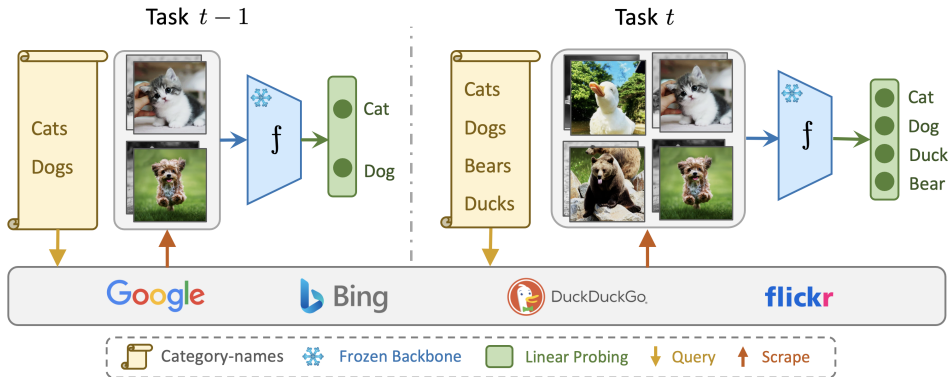 Task t − 1
Task t
Cats
Dogs
f
Cat
Dog
Cats
Dogs
Bears
Ducks
f
Cat
Dog
Duck
Bear
Google
Bing
DuckDuckGo.
flickr
Category-names
Frozen Backbone
Linear Probing
Query
Scrape